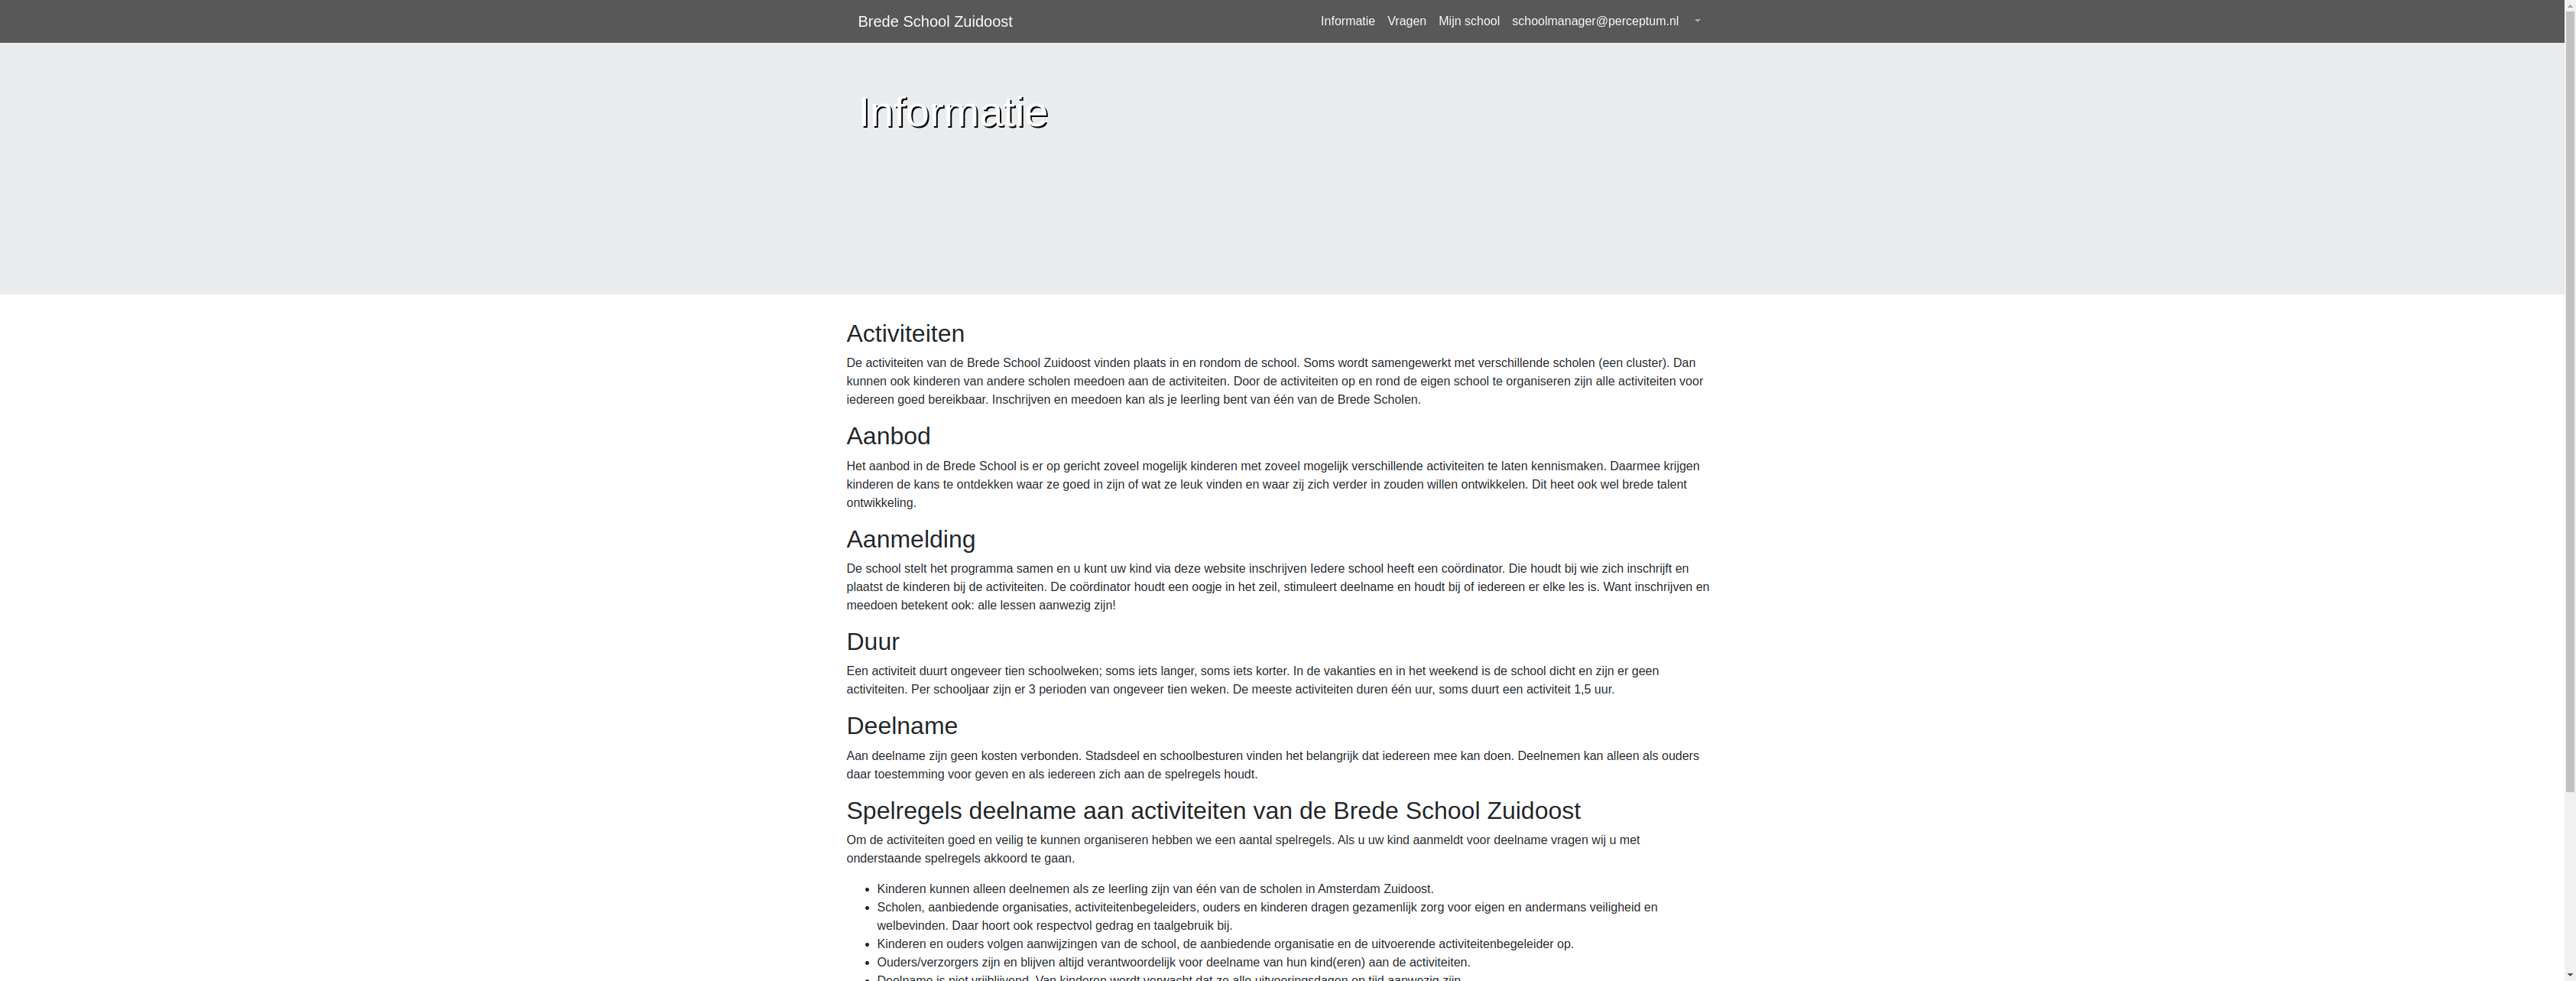 Brede School Zuidoost
Informatie Vragen Mijn school schoolmanager@perceptum.nl
Informatie
Activiteiten
De activiteiten van de Brede School Zuidoost vinden plaats in en rondom de school. Soms wordt samengewerkt met verschillende scholen (een cluster). Dan
kunnen ook kinderen van andere scholen meedoen aan de activiteiten. Door de activiteiten op en rond de eigen school te organiseren zijn alle activiteiten voor
iedereen goed bereikbaar. Inschrijven en meedoen kan als je leerling bent van één van de Brede Scholen.
Aanbod
Het aanbod in de Brede School is er op gericht zoveel mogelijk kinderen met zoveel mogelijk verschillende activiteiten te laten kennismaken. Daarmee krijgen
kinderen de kans te ontdekken waar ze goed in zijn of wat ze leuk vinden en waar zij zich verder in zouden willen ontwikkelen. Dit heet ook wel brede talent
ontwikkeling.
Aanmelding
De school stelt het programma samen en u kunt uw kind via deze website inschrijven Iedere school heeft een coördinator. Die houdt bij wie zich inschrijft en
plaatst de kinderen bij de activiteiten. De coördinator houdt een oogje in het zeil, stimuleert deelname en houdt bij of iedereen er elke les is. Want inschrijven en
meedoen betekent ook: alle lessen aanwezig zijn!
Duur
Een activiteit duurt ongeveer tien schoolweken; soms iets langer, soms iets korter. In de vakanties en in het weekend is de school dicht en zijn er geen
activiteiten. Per schooljaar zijn er 3 perioden van ongeveer tien weken. De meeste activiteiten duren één uur, soms duurt een activiteit 1,5 uur.
Deelname
Aan deelname zijn geen kosten verbonden. Stadsdeel en schoolbesturen vinden het belangrijk dat iedereen mee kan doen. Deelnemen kan alleen als ouders
daar toestemming voor geven en als iedereen zich aan de spelregels houdt.
Spelregels deelname aan activiteiten van de Brede School Zuidoost
Om de activiteiten goed en veilig te kunnen organiseren hebben we een aantal spelregels. Als u uw kind aanmeldt voor deelname vragen wij u met
onderstaande spelregels akkoord te gaan.
• Kinderen kunnen alleen deelnemen als ze leerling zijn van één van de scholen in Amsterdam Zuidoost.
• Scholen, aanbiedende organisaties, activiteitenbegeleiders, ouders en kinderen dragen gezamenlijk zorg voor eigen en andermans veiligheid en
welbevinden. Daar hoort ook respectvol gedrag en taalgebruik bij.
• Kinderen en ouders volgen aanwijzingen van de school, de aanbiedende organisatie en de uitvoerende activiteitenbegeleider op.
• Ouders/verzorgers zijn en blijven altijd verantwoordelijk voor deelname van hun kind(eren) aan de activiteiten.
• Deelname is niet vrijblijvend. Van kinderen wordt verwacht dat ze alle uitvoeringsdagen op tijd aanwezig zijn.